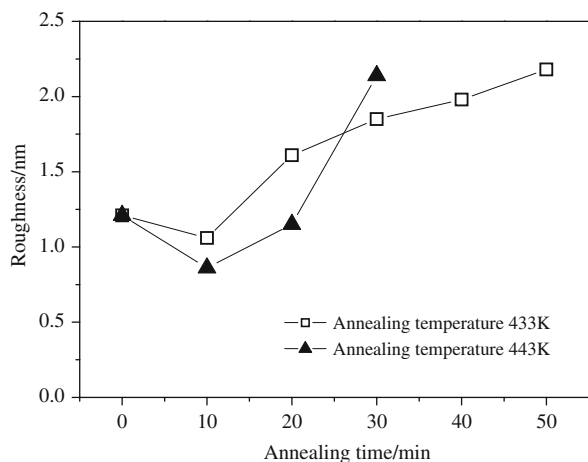 2.5
2.0
1.5
1.0
0.5
0.0
Roughness/nm
Annealing temperature 433K
Annealing temperature 443K
0 10 20 30 40 50
Annealing time/min